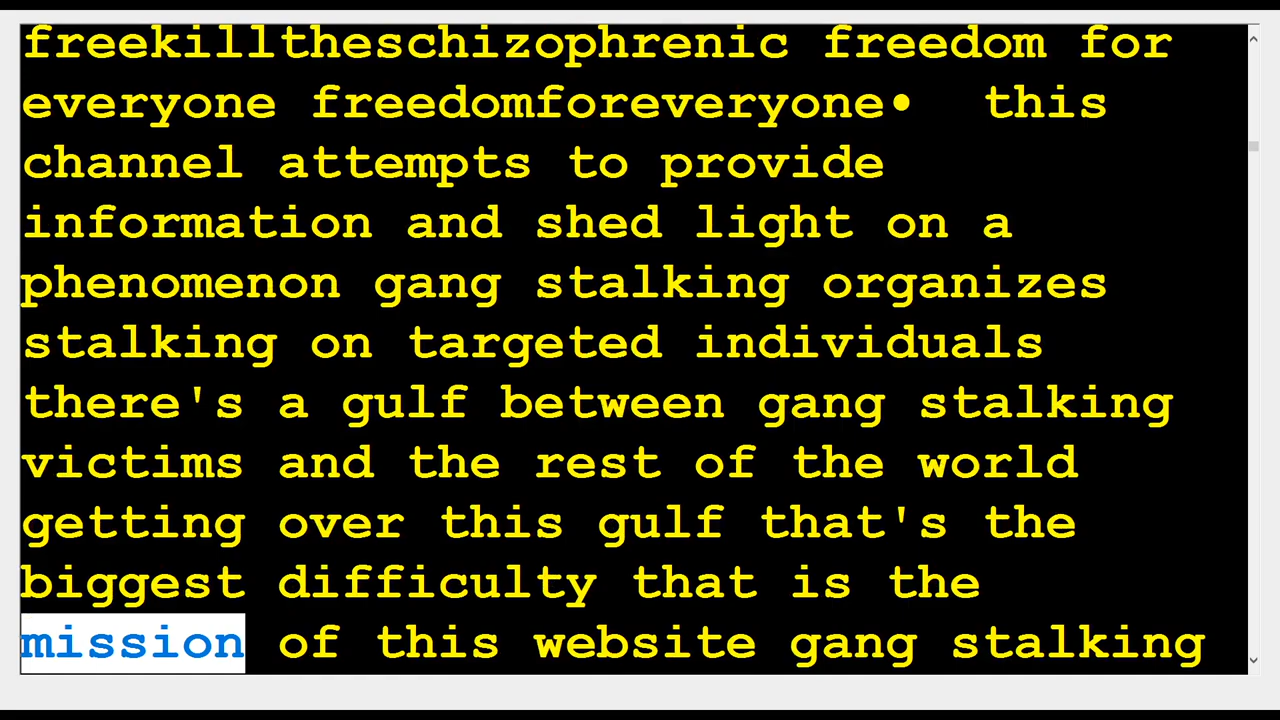 freekilltheschizophrenic freedom for
everyone freedomforeveryone•  this
channel attempts to provide
information and shed light on a
phenomenon gang stalking organizes
stalking on targeted individuals
there's a gulf between gang stalking
victims and the rest of the world
getting over this gulf that's the
biggest difficulty that is the
mission of this website gang stalking